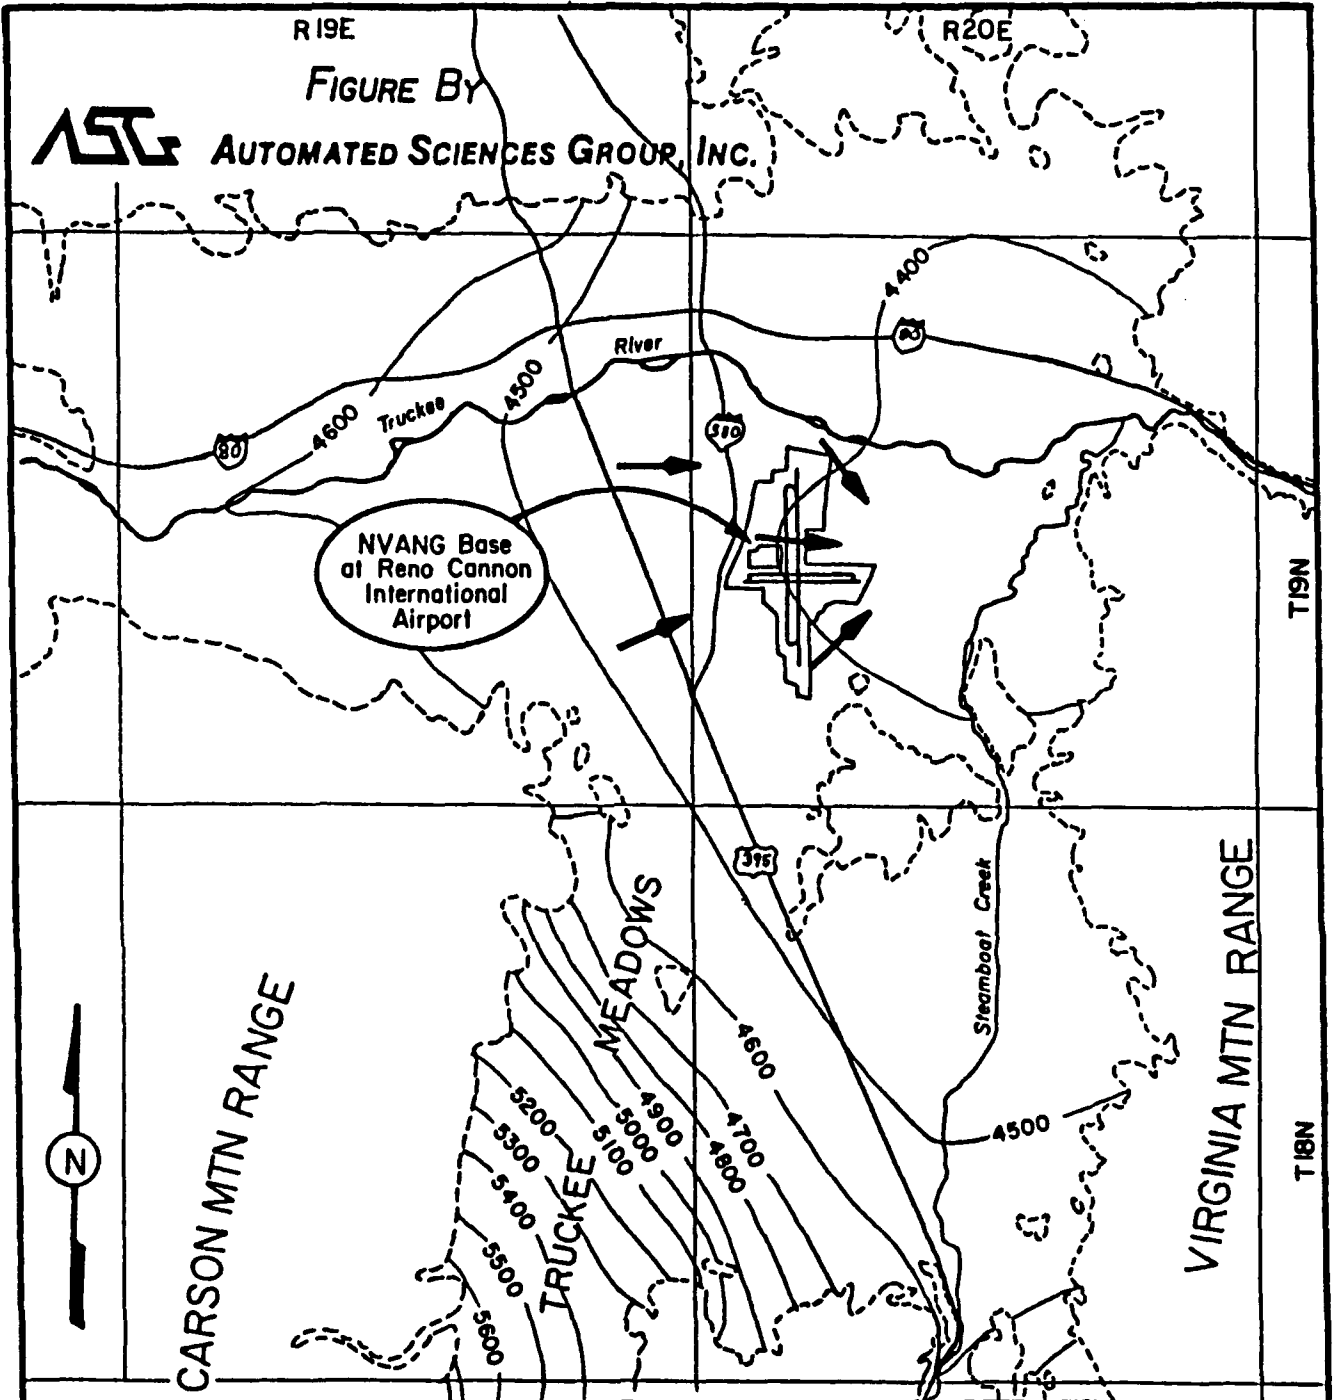 R19E
R20E
FIGURE BY
ASG
AUTOMATED SCIENCES GROUP, INC.
4400
80
River
4500
4600
Truckee
580
80
NVANG Base
at Reno Cannon
International
Airport
T19N
395
MEADOWS
Steamboat Creek
VIRGINIA MTN RANGE
CARSON MTN RANGE
4600
4900
5200
5000
4700
4500
5300
5100
4800
T18N
N
TRUCKEE
5400
5500
5600